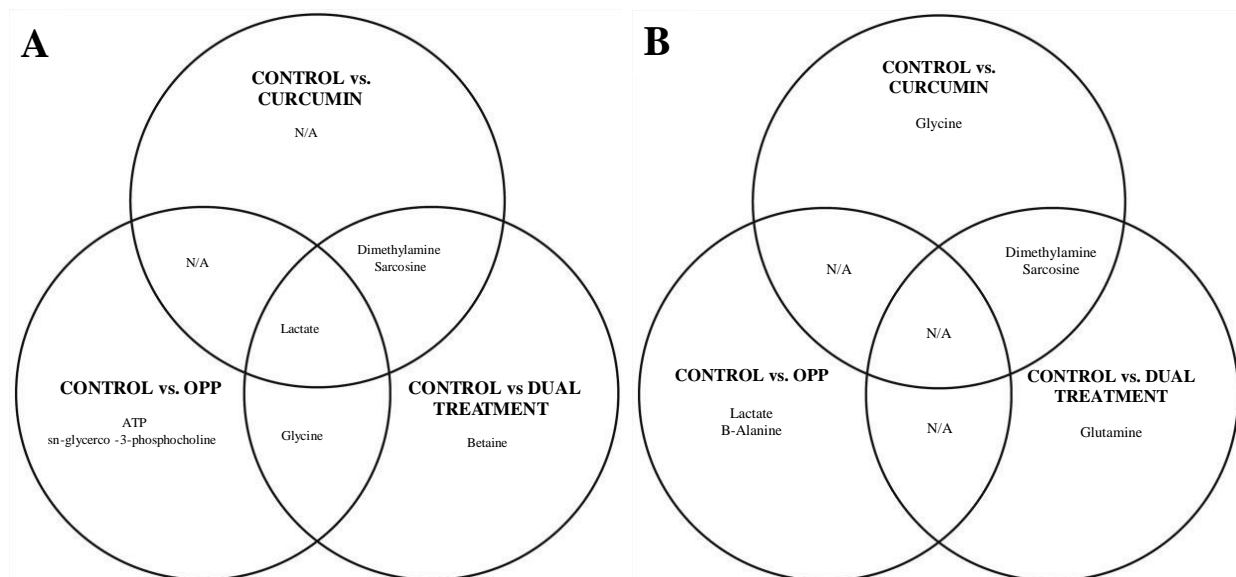 A
CONTROL vs.
CURCUMIN
N/A
N/A
Dimethylamine
Sarcosine
Lactate
CONTROL vs. OPP
ATP
sn-glycerco -3-phosphocholine
Glycine
CONTROL vs DUAL
TREATMENT
Betaine
B
CONTROL vs.
CURCUMIN
Glycine
N/A
Dimethylamine
Sarcosine
N/A
CONTROL vs. OPP
Lactate
B-Alanine
N/A
CONTROL vs. DUAL
TREATMENT
Glutamine